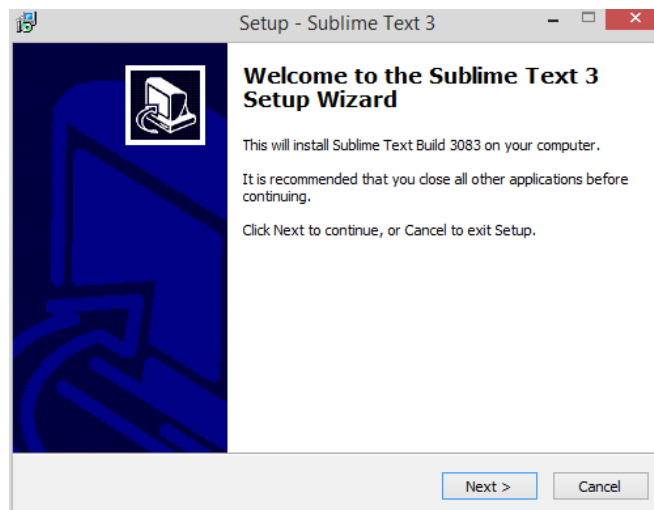 Setup - Sublime Text 3
Welcome to the Sublime Text 3
Setup Wizard
This will install Sublime Text Build 3083 on your computer.
It is recommended that you close all other applications before
continuing.
Click Next to continue, or Cancel to exit Setup.
Next >
Cancel